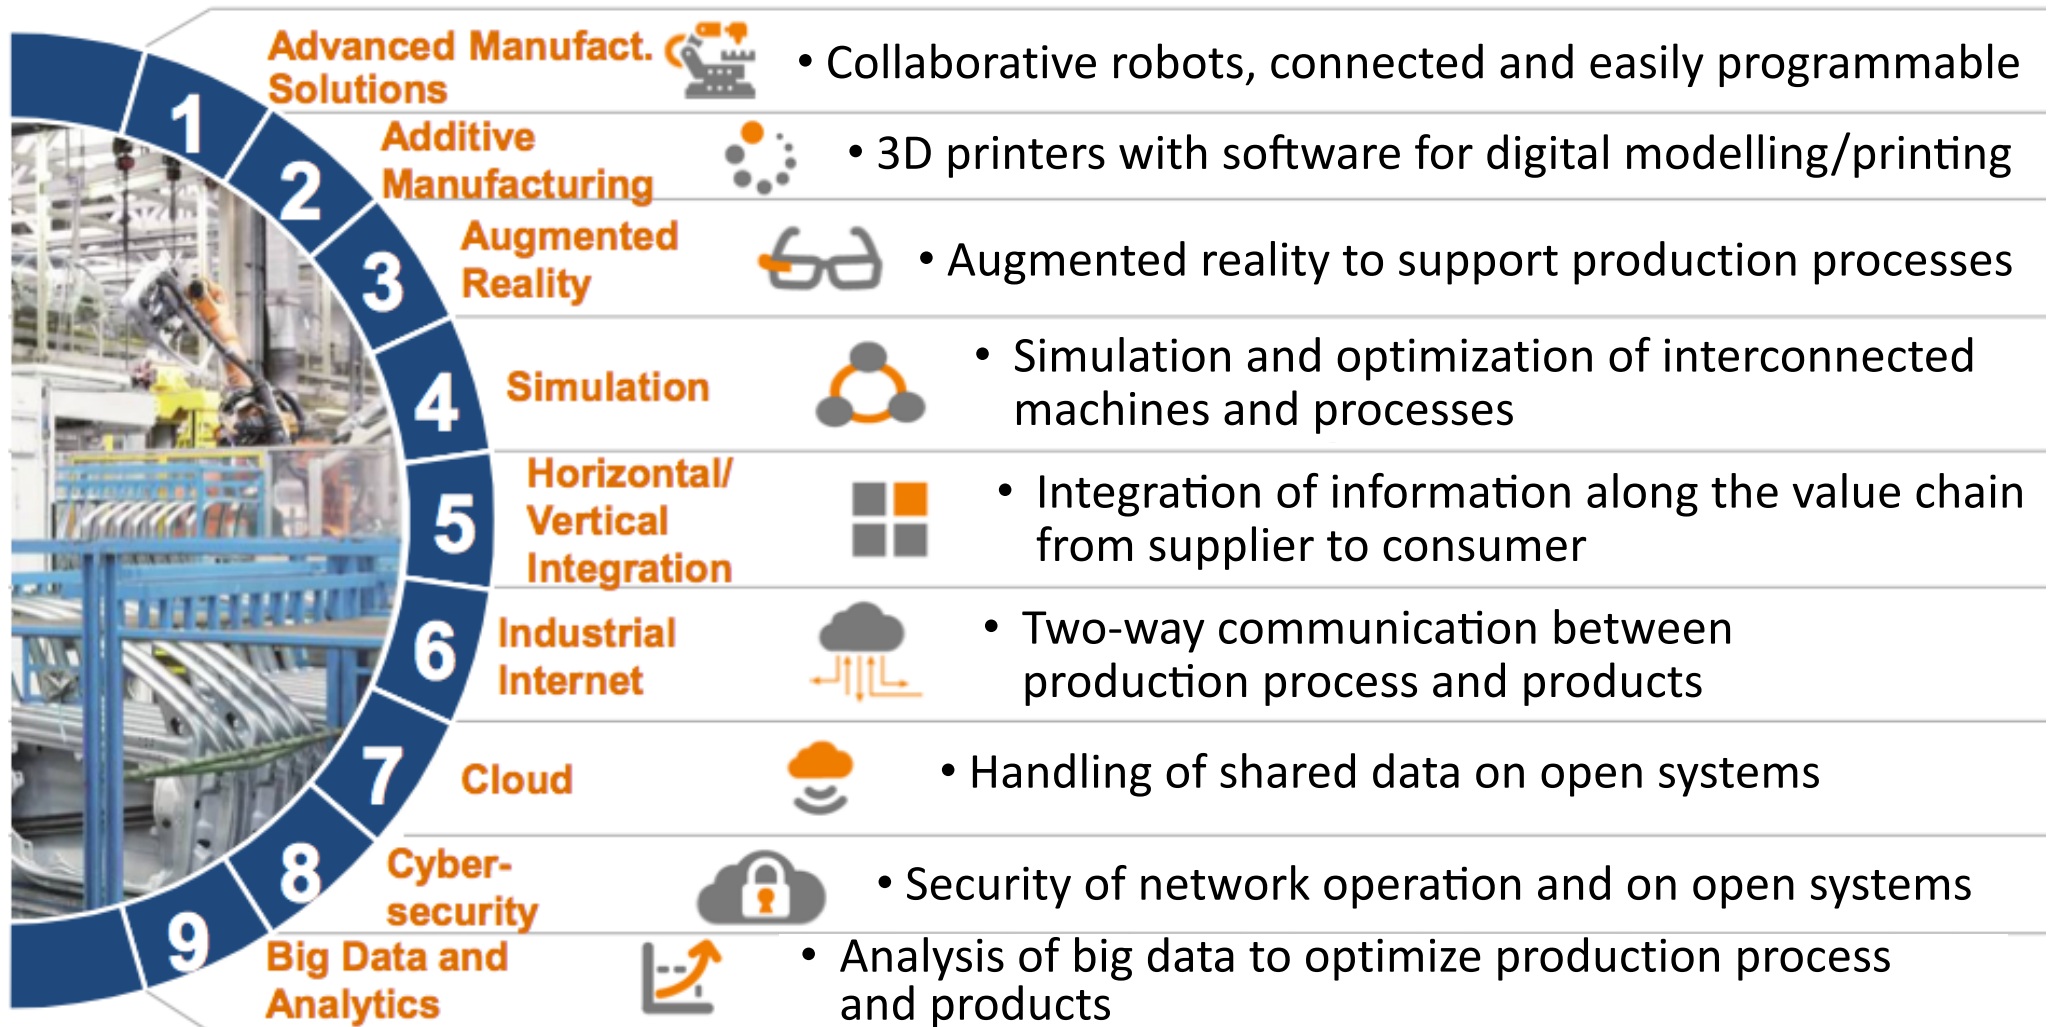 1
Advanced Manufact.
Solutions
• Collaborative robots, connected and easily programmable
2
Additive
Manufacturing
• 3D printers with software for digital modelling/printing
3
Augmented
Reality
• Augmented reality to support production processes
4
Simulation
• Simulation and optimization of interconnected
machines and processes
5
Horizontal/
Vertical
Integration
• Integration of information along the value chain
from supplier to consumer
6
Industrial
Internet
• Two-way communication between
production process and products
7
Cloud
• Handling of shared data on open systems
8
Cyber-
security
• Security of network operation and on open systems
9
Big Data and
Analytics
• Analysis of big data to optimize production process
and products